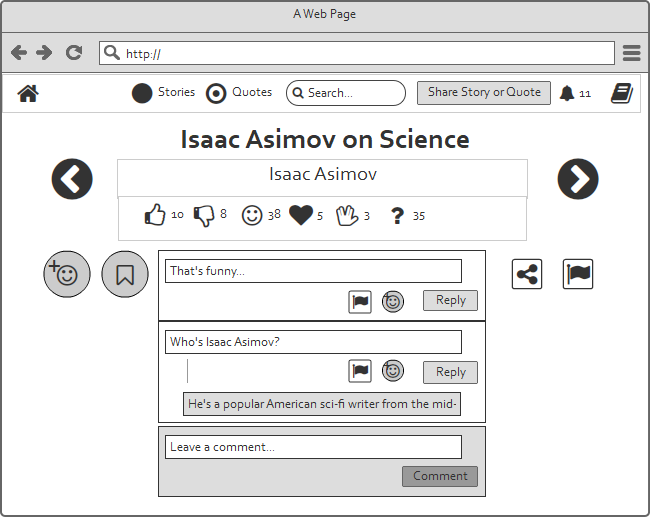 A Web Page
http://
Stories
Quotes
Search...
Share Story or Quote
11
Isaac Asimov on Science
Isaac Asimov
10
8
38
5
3
?
35
That's funny...
Reply
Who's Isaac Asimov?
Reply
He's a popular American sci-fi writer from the mid-
Leave a comment...
Comment